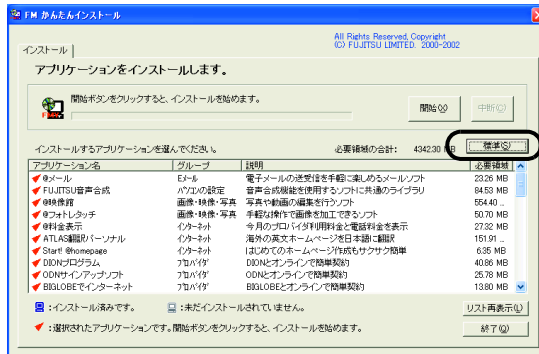 FM かんたんインストール
All Rights Reserved, Copyright
(C) FUJITSU LIMITED. 2000-2002
インストール
アプリケーションをインストールします。
開始ボタンをクリックすると、インストールを始めます。
開始(X)
中断(C)
インストールするアプリケーションを選んでください。
必要領域の合計: 4342.30 MB
標準(S)
アプリケーション名 グループ 説明 必要領域
@メール Eメール 電子メールの送受信を手軽に楽しめるメールソフト 23.26 MB
FUJITSU音声合成 パソコンの設定 音声合成機能を使用するソフトに共通のライブラリ 84.53 MB
@映像館 画像・映像・写真 写真や動画の編集を行うソフト 554.40 ..
@フォトレタッチ 画像・映像・写真 手軽な操作で画像を加工できるソフト 50.70 MB
@料金表示 インターネット 今月のプロバイダ利用料金と電話料金を表示 27.32 MB
ATLAS翻訳パーソナル インターネット 海外の英文ホームページを日本語に翻訳 151.91 ..
Start! @homepage インターネット はじめてのホームページ作成もサクサク簡単 6.35 MB
DIONプログラム プロバイダ DIONとオンラインで簡単契約 40.86 MB
ODNサインアップソフト プロバイダ ODNとオンラインで簡単契約 25.78 MB
BIGLOBEでインターネット プロバイダ BIGLOBEとオンラインで簡単契約 13.80 MB
:インストール済みです。 :未だインストールされていません。
リスト再表示(L)
:選択されたアプリケーションです。開始ボタンをクリックすると、インストールを始めます。
終了(Q)